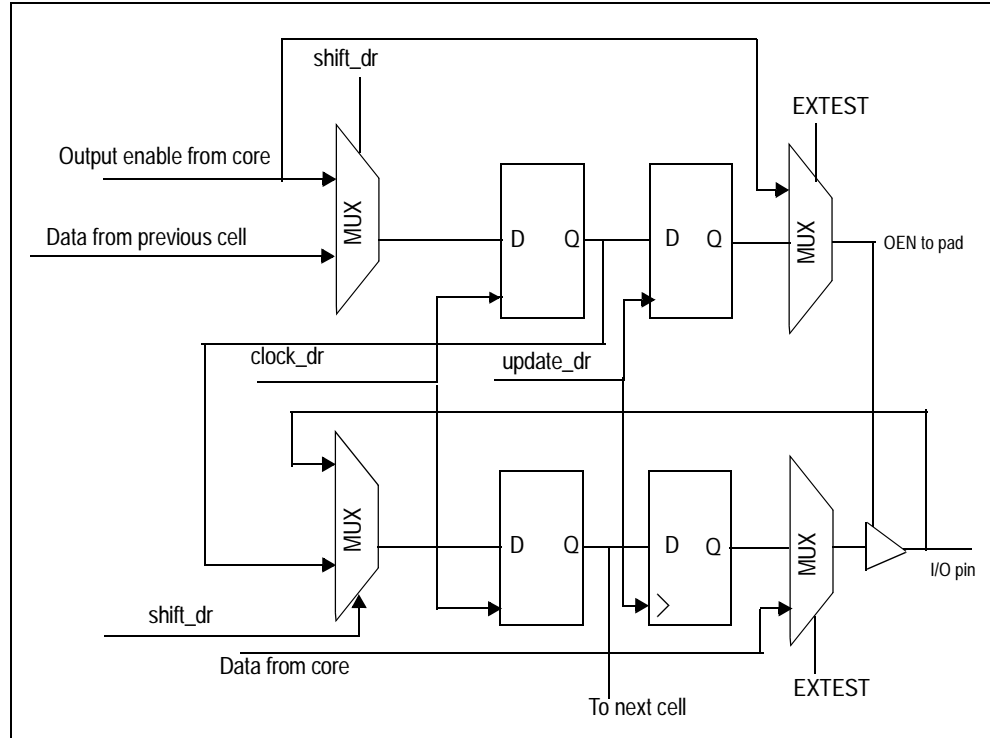 shift_dr
EXTEST
Output enable from core
MUX
D Q
D Q
MUX
Data from previous cell
OEN to pad
clock_dr
update_dr
MUX
D Q
D Q
MUX
I/O pin
shift_dr
Data from core
EXTEST
To next cell